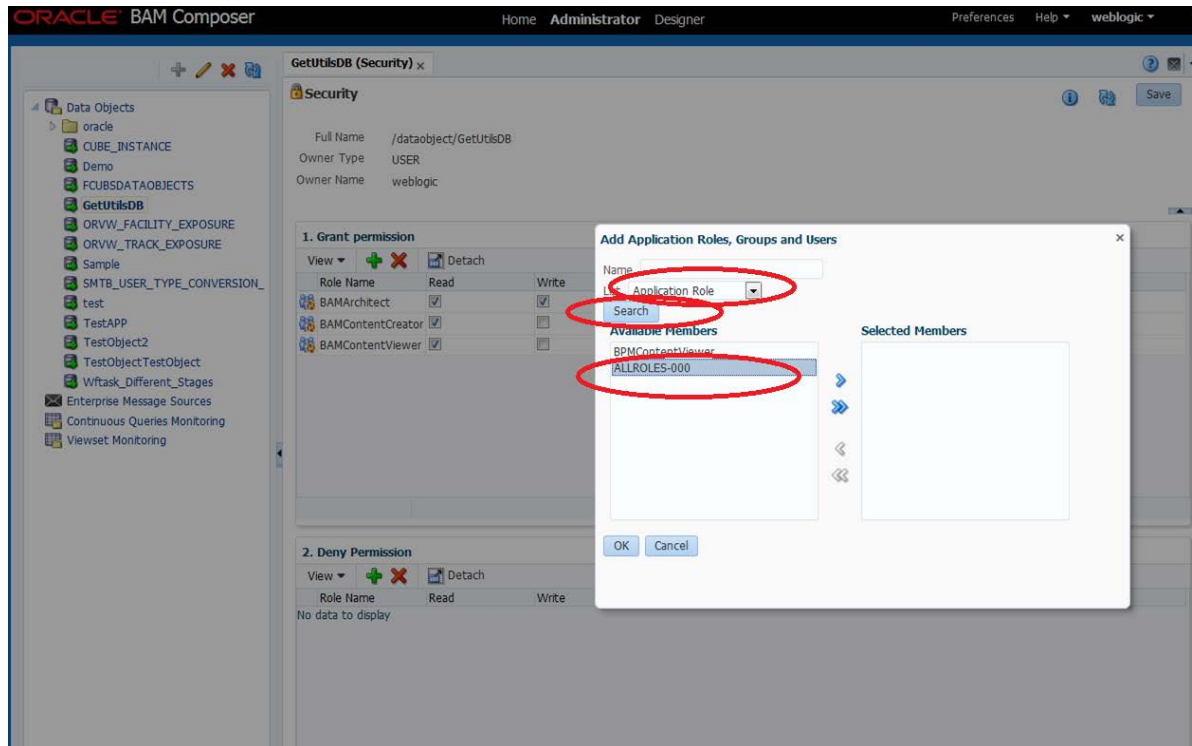 ORACLE BAM Composer
Home Administrator Designer
Preferences Help weblogic
Data Objects
oracle
CUBE_INSTANCE
Demo
FCUBSDATAOBJECTS
GetUtilsDB
ORVW_FACILITY_EXPOSURE
ORVW_TRACK_EXPOSURE
Sample
SMTB_USER_TYPE_CONVERSION_
test
TestAPP
TestObject2
TestObjectTestObject
Wftask_Different_Stages
Enterprise Message Sources
Continuous Queries Monitoring
Viewset Monitoring
GetUtilsDB (Security) x
Security
Save
Full Name /dataobject/GetUtilsDB
Owner Type USER
Owner Name weblogic
1. Grant permission
View Detach
Role Name Read Write
BAMArchitect
BAMContentCreator
BAMContentViewer
2. Deny Permission
View Detach
Role Name Read Write
No data to display
Add Application Roles, Groups and Users
Name
Application Role
Search
Available Members
BPMContentViewer
ALLROLES-000
Selected Members
OK Cancel